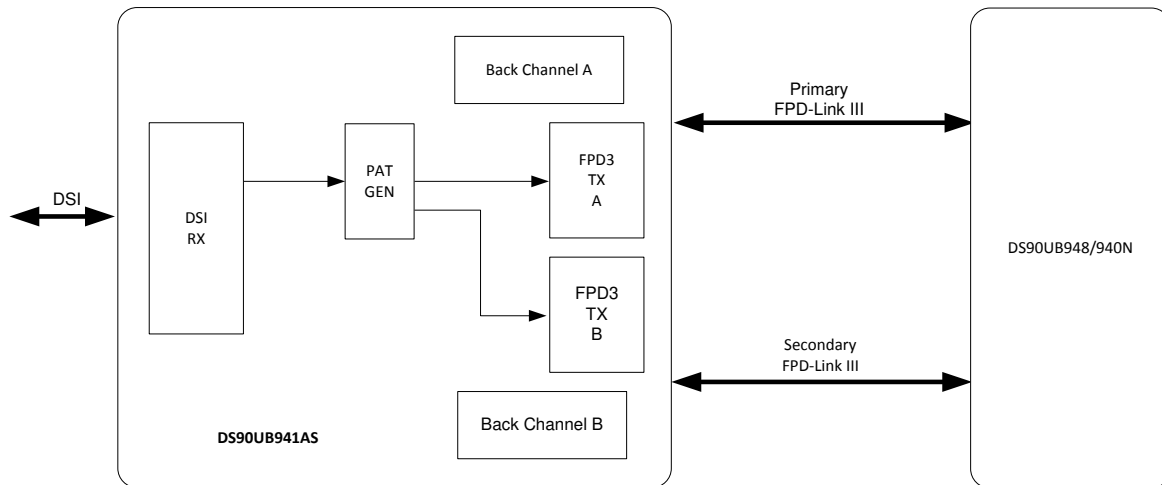 Back Channel A
Primary
FPD-Link III
DSI
DSI
RX
PAT
GEN
FPD3
TX
A
FPD3
TX
B
DS90UB948/940N
Secondary
FPD-Link III
Back Channel B
DS90UB941AS